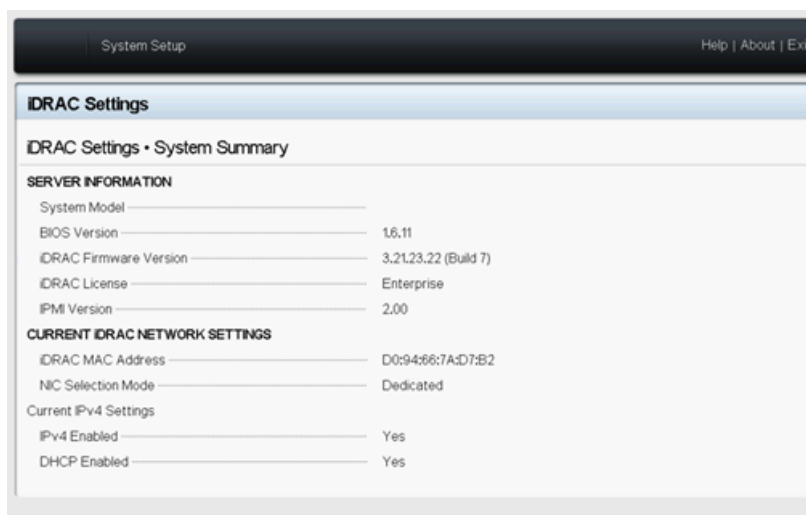 System Setup
Help | About | Exi
iDRAC Settings
iDRAC Settings • System Summary
SERVER INFORMATION
System Model
BIOS Version 1.6.11
iDRAC Firmware Version 3.21.23.22 (Build 7)
iDRAC License Enterprise
IPMI Version 2.00
CURRENT iDRAC NETWORK SETTINGS
iDRAC MAC Address D0:94:66:7A:D7:B2
NIC Selection Mode Dedicated
Current IPv4 Settings
IPv4 Enabled Yes
DHCP Enabled Yes